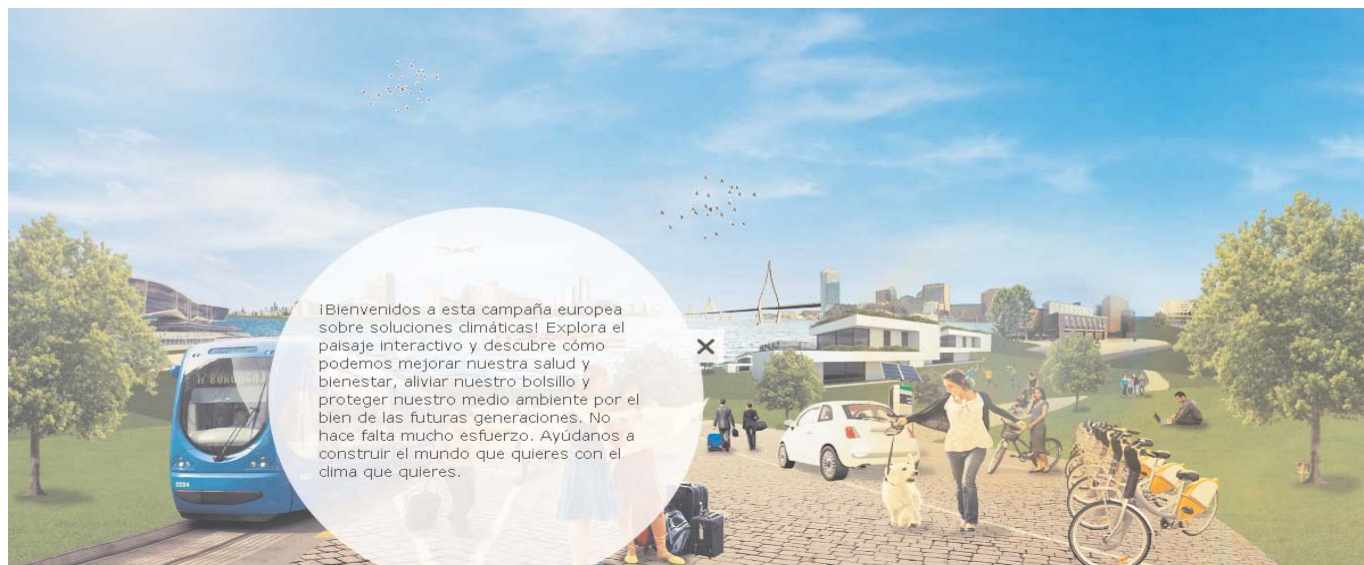 ¡Bienvenidos a esta campaña europea
sobre soluciones climáticas! Explora el
paisaje interactivo y descubre cómo
podemos mejorar nuestra salud y
bienestar, aliviar nuestro bolsillo y
proteger nuestro medio ambiente por el
bien de las futuras generaciones. No
hace falta mucho esfuerzo. Ayúdanos a
construir el mundo que quieres con el
clima que quieres.
2224